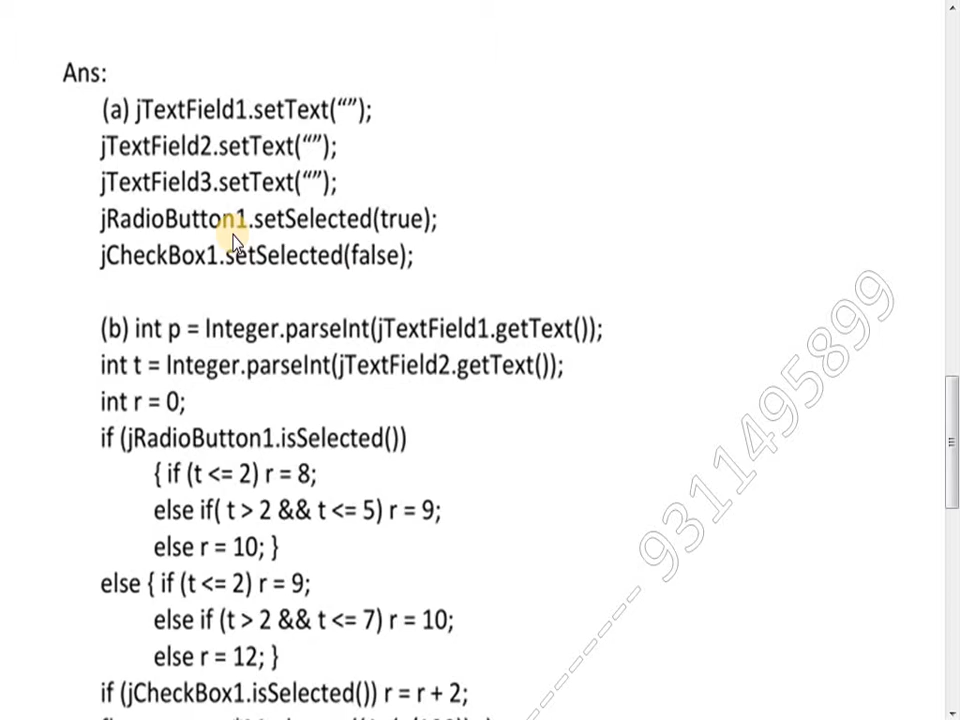 Ans:
(a) jTextField1.setText(“”);
jTextField2.setText(“”);
jTextField3.setText(“”);
jRadioButton1.setSelected(true);
jCheckBox1.setSelected(false);
(b) int p = Integer.parseInt(jTextField1.getText());
int t = Integer.parseInt(jTextField2.getText());
int r = 0;
if (jRadioButton1.isSelected())
{ if (t <= 2) r = 8;
else if( t > 2 && t <= 5) r = 9;
else r = 10; }
else { if (t <= 2) r = 9;
else if (t > 2 && t <= 7) r = 10;
else r = 12; }
if (jCheckBox1.isSelected()) r = r + 2;
-------- 9311495899